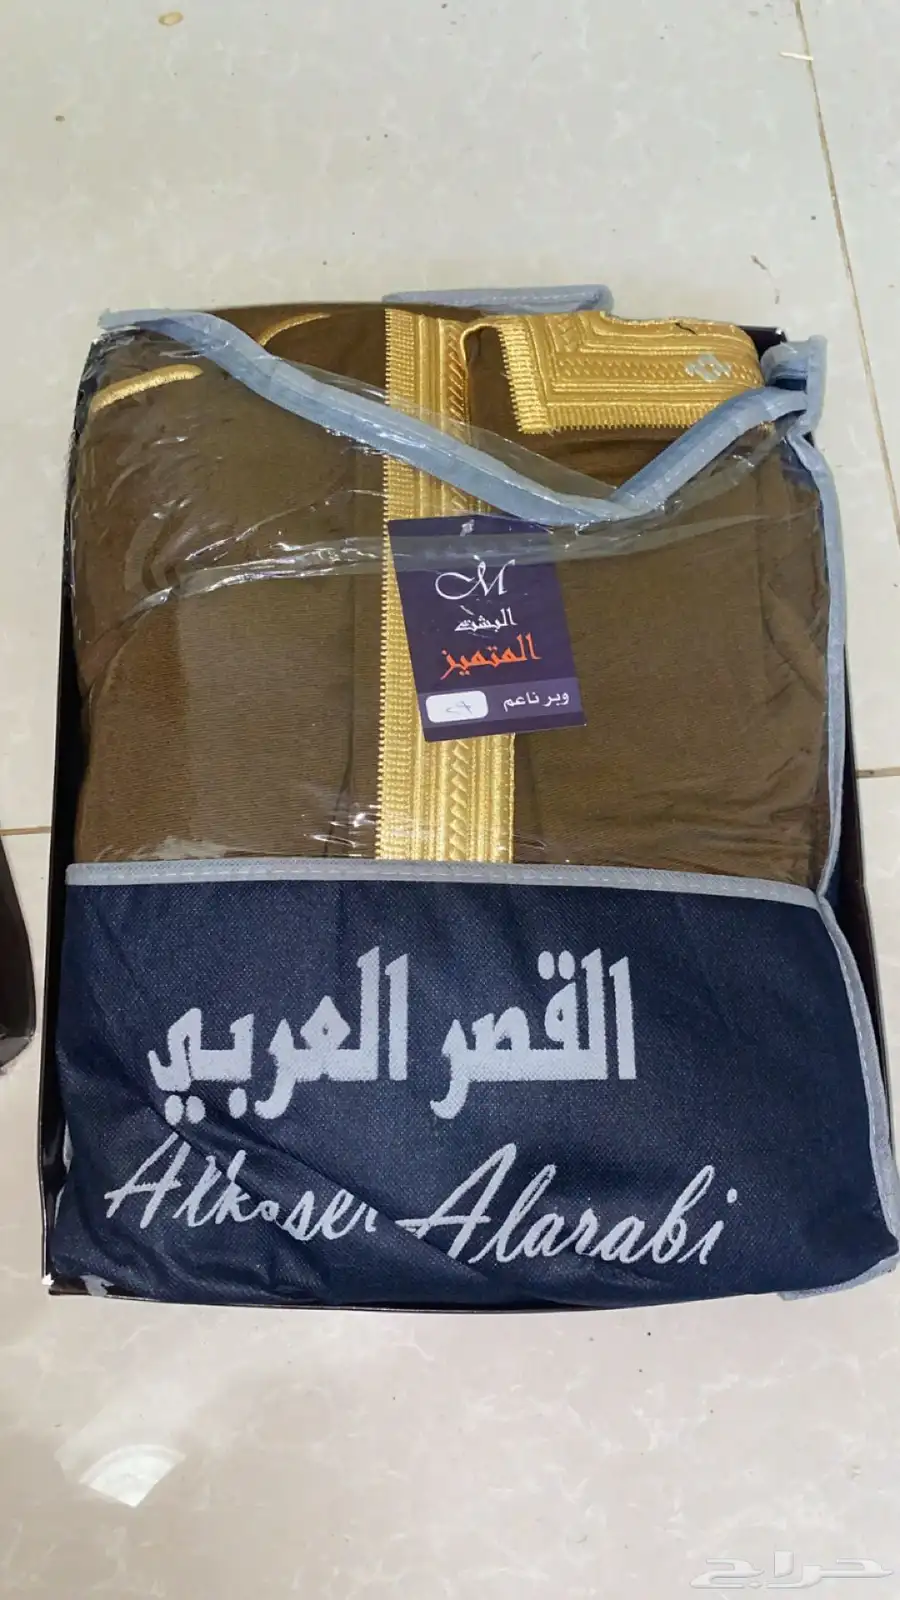 M
البشت
المتميز
وبر ناعم
القصر العربي
Alkaser Alarabi
حراج